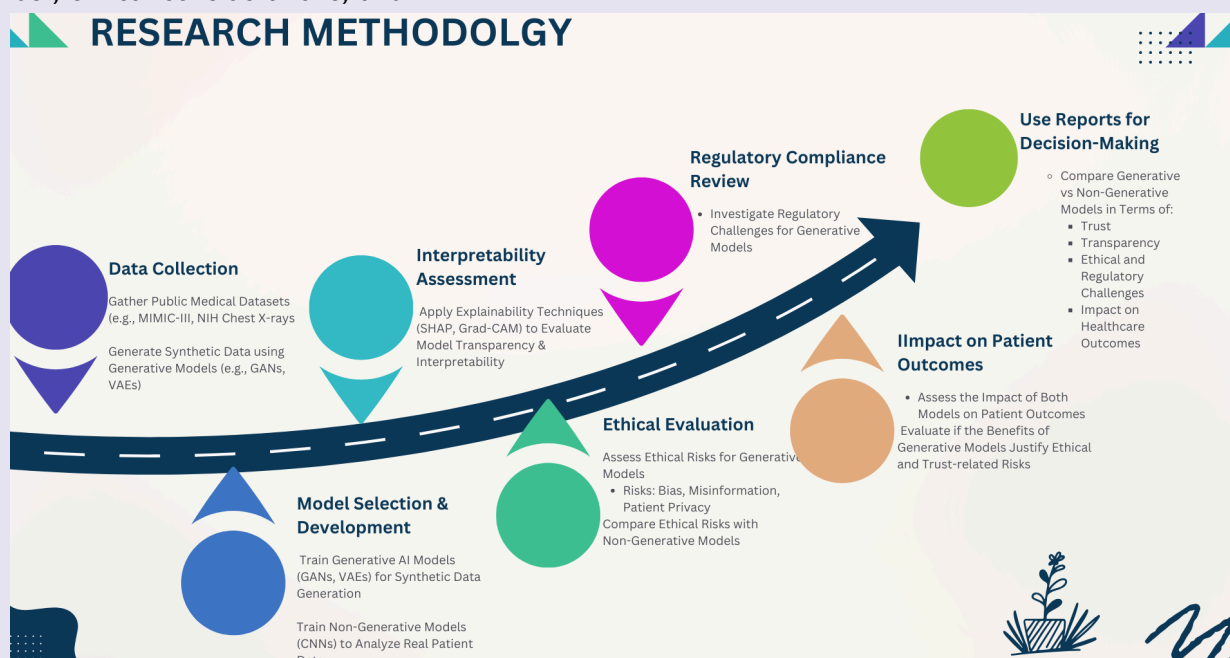 RESEARCH METHODOLGY
Data Collection
Gather Public Medical Datasets
(e.g., MIMIC-III, NIH Chest X-rays
Generate Synthetic Data using
Generative Models (e.g., GANs,
VAEs)
Model Selection &
Development
Train Generative AI Models
(GANs, VAEs) for Synthetic Data
Generation
Train Non-Generative Models
(CNNs) to Analyze Real Patient
Interpretability
Assessment
Apply Explainability Techniques
(SHAP, Grad-CAM) to Evaluate
Model Transparency &
Interpretability
Ethical Evaluation
Assess Ethical Risks for Generative
Models
• Risks: Bias, Misinformation,
Patient Privacy
Compare Ethical Risks with
Non-Generative Models
Regulatory Compliance
Review
• Investigate Regulatory
Challenges for Generative
Models
IImpact on Patient
Outcomes
• Assess the Impact of Both
Models on Patient Outcomes
Evaluate if the Benefits of
Generative Models Justify Ethical
and Trust-related Risks
Use Reports for
Decision-Making
◦ Compare Generative
vs Non-Generative
Models in Terms of:
▪ Trust
▪ Transparency
▪ Ethical and
Regulatory
Challenges
▪ Impact on
Healthcare
Outcomes